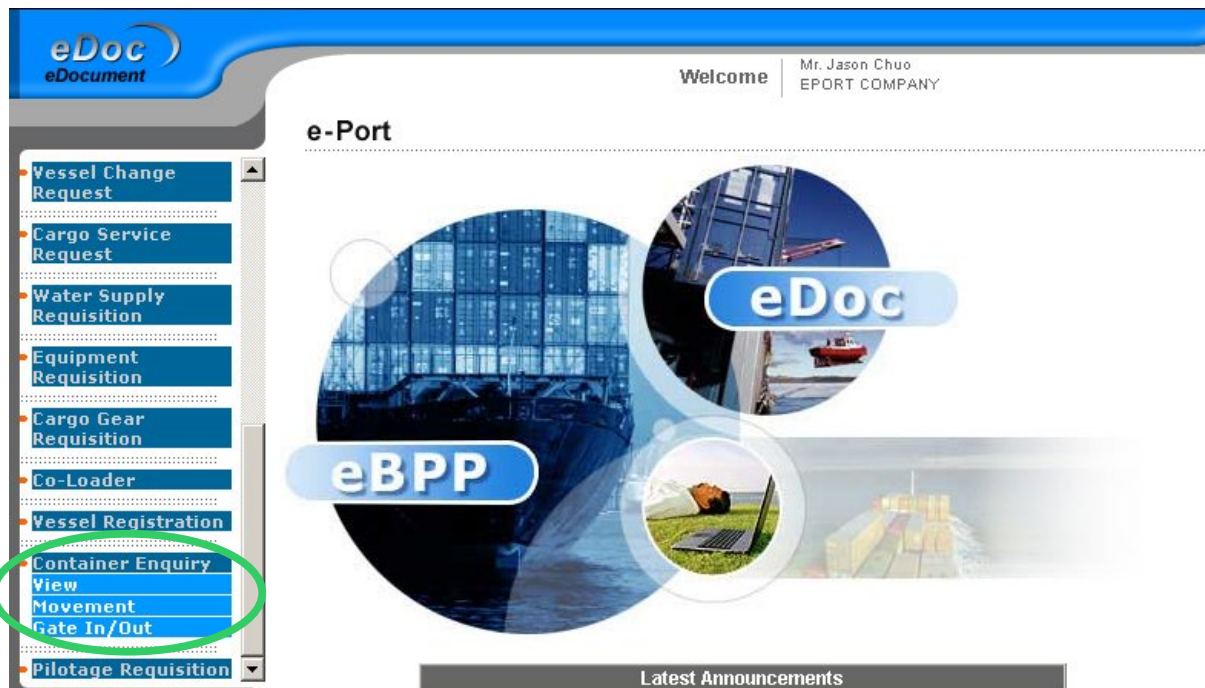 eDoc
eDocument
Welcome
Mr. Jason Chuo
EPORT COMPANY
e-Port
Vessel Change
Request
Cargo Service
Request
Water Supply
Requisition
Equipment
Requisition
Cargo Gear
Requisition
Co-Loader
Vessel Registration
Container Enquiry
View
Movement
Gate In/Out
Pilotage Requisition
eDoc
eBPP
Latest Announcements